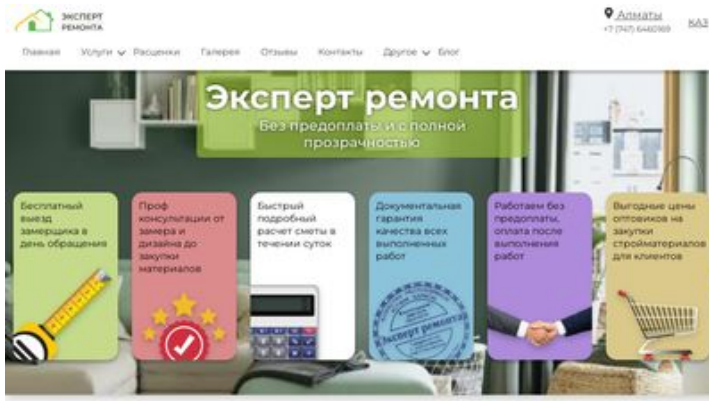 ЭКСПЕРТ
РЕМОНТА
Алматы
+7 (747) 6460169
ҚАЗ
Главная Услуги Расценки Галерея Отзывы Контакты Другое Блог
Эксперт ремонта
Без предоплаты и с полной
прозрачностью
Бесплатный
выезд
замерщика в
день обращения
Проф
консультации от
замера и
дизайна до
закупки
материалов
Быстрый
подробный
расчет сметы в
течении суток
Документальная
гарантия
качества всех
выполненных
работ
Эксперт ремонта
Работаем без
предоплаты,
оплата после
выполнения
работ
Выгодные цены
оптовиков на
закупки
стройматериалов
для клиентов